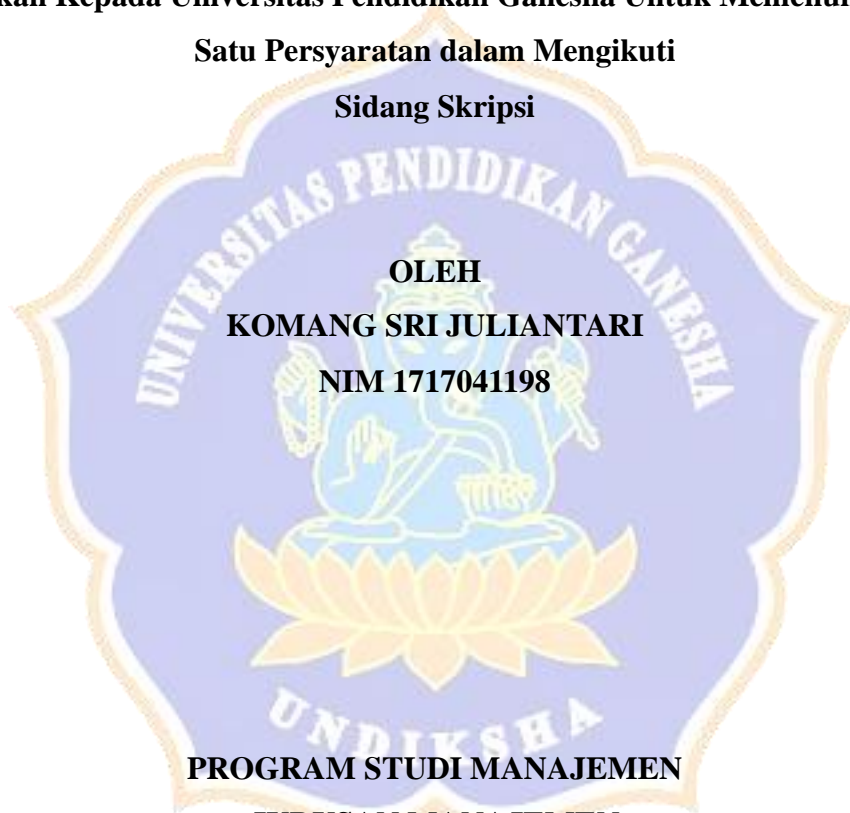 Kepada Universitas Pendidikan Ganesha Untuk
Satu Persyaratan dalam Mengikuti
Sidang Skripsi
UNIVERSITAS PENDIDIKAN GANESHA
OLEH
KOMANG SRI JULIANTARI
NIM 1717041198
UNDIKSHA
PROGRAM STUDI MANAJEMEN